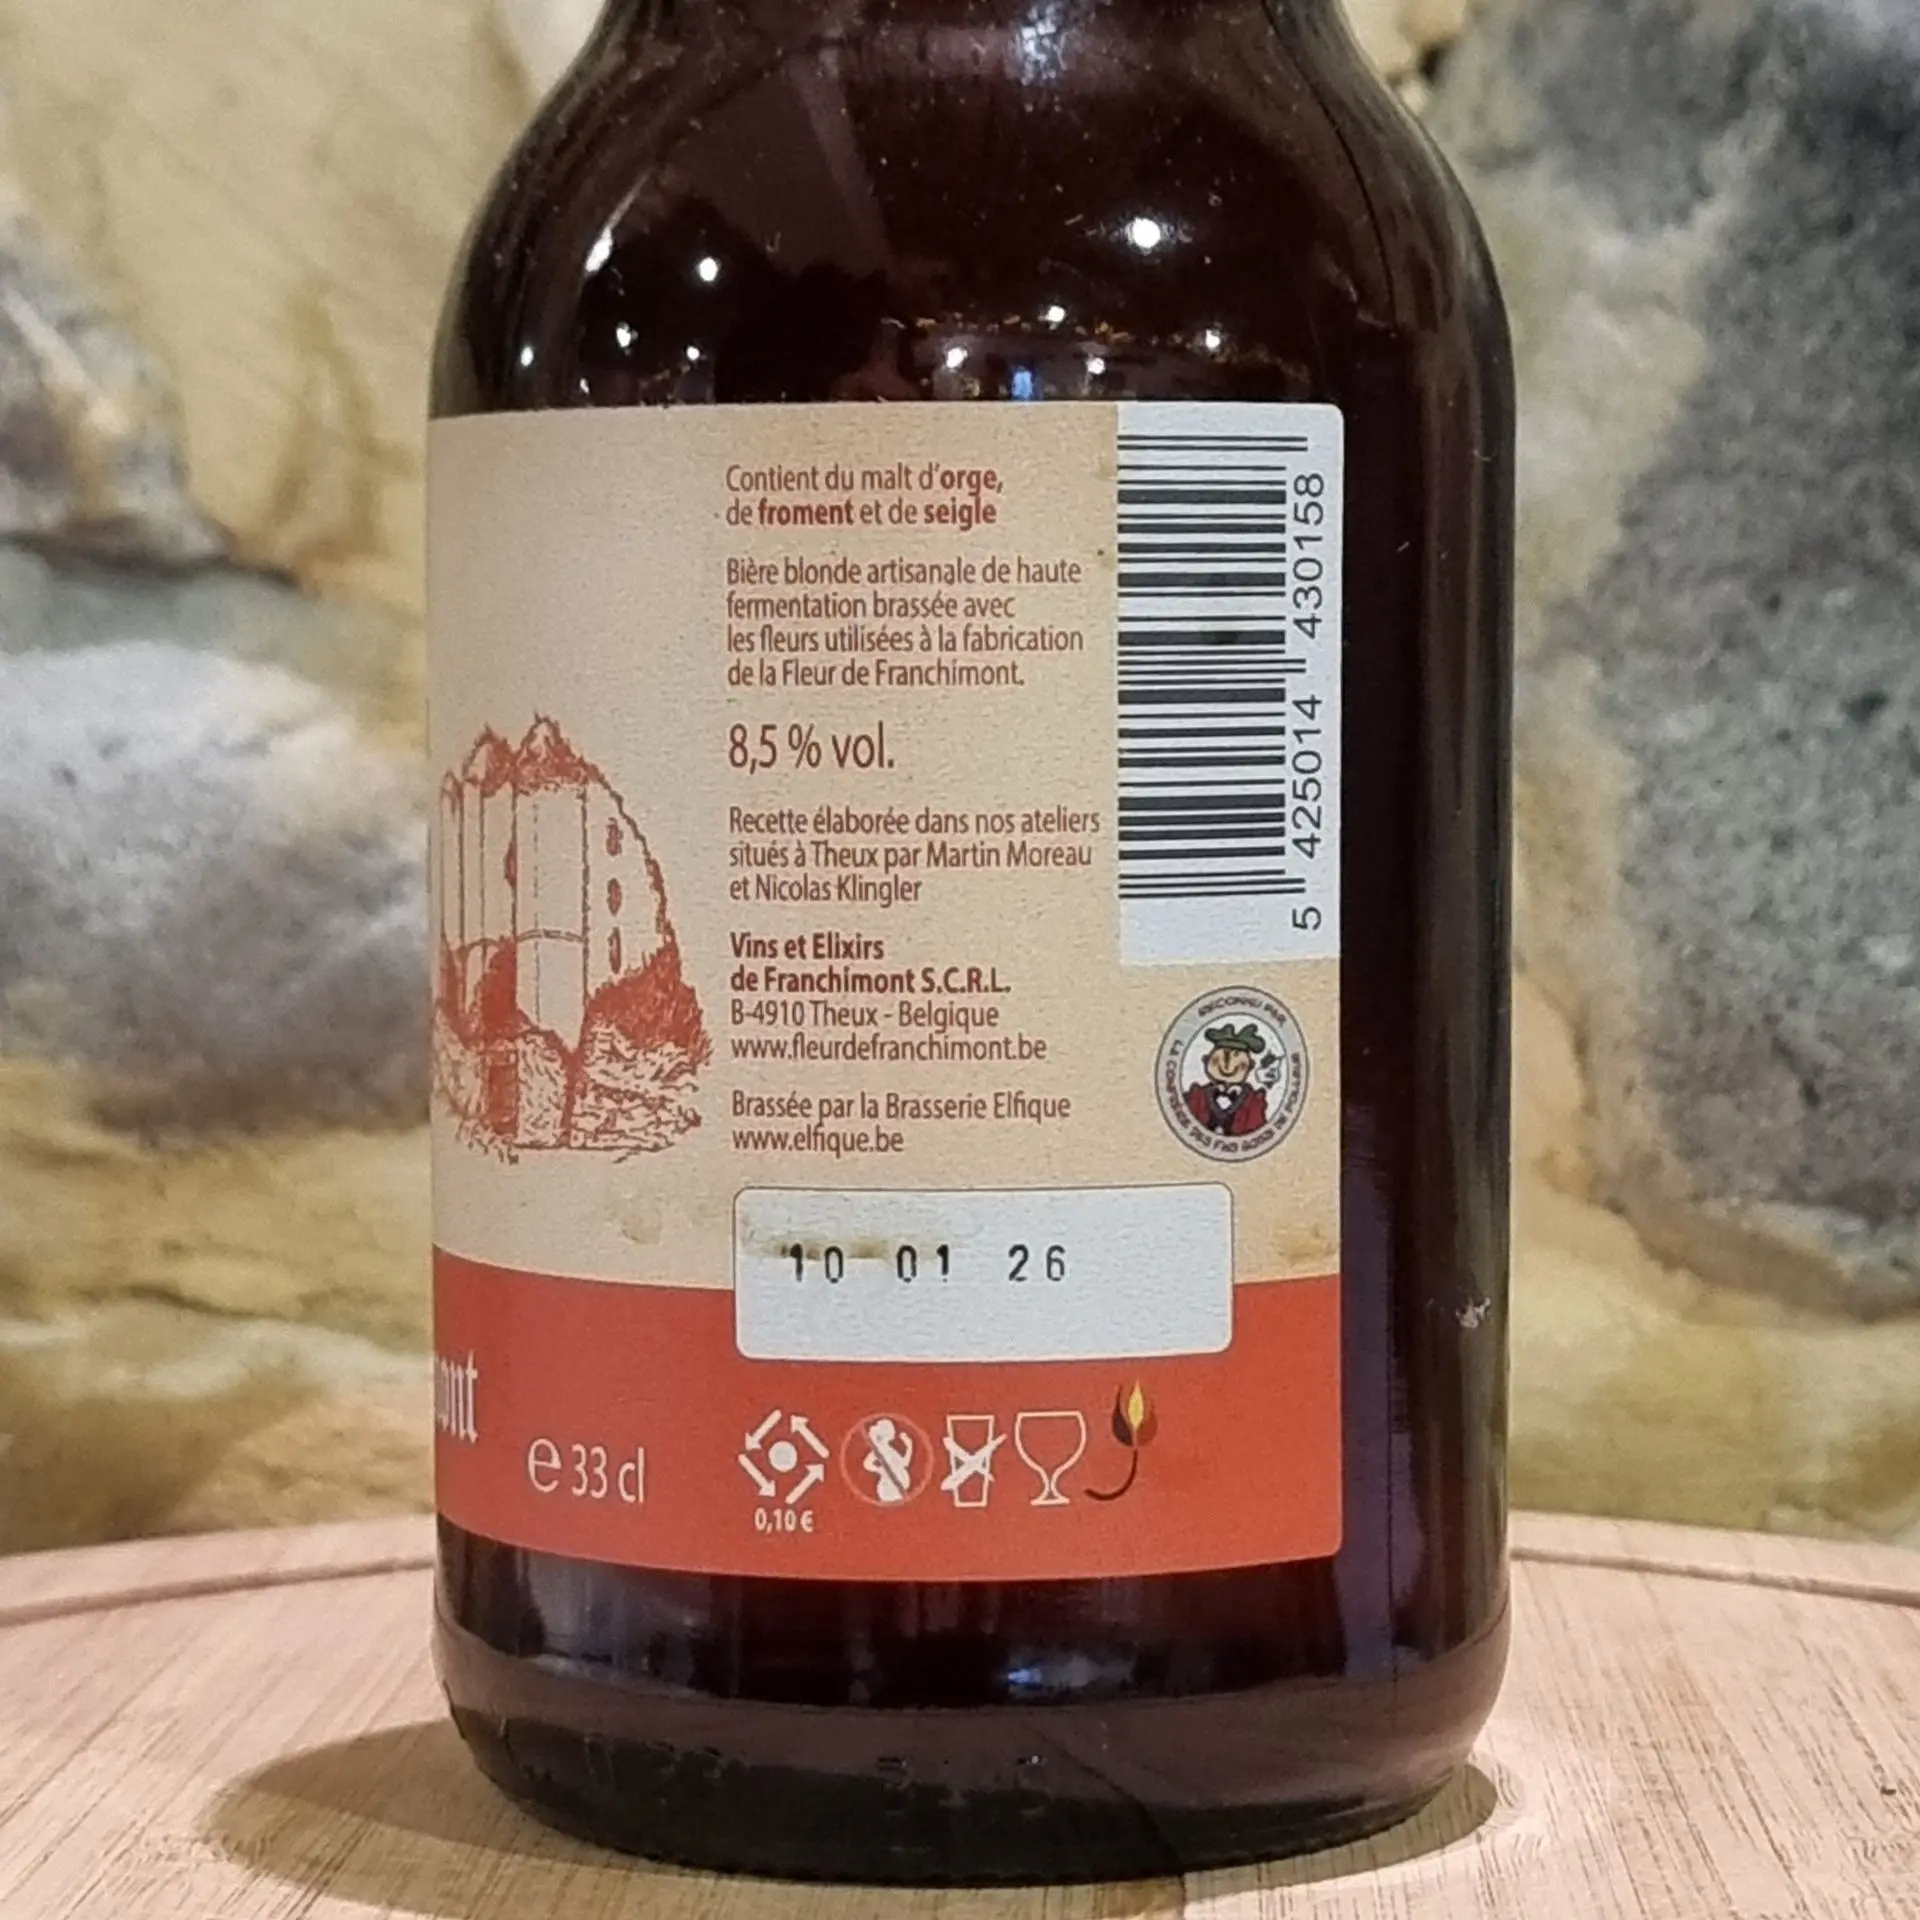 Contient du malt d'orge,
de froment et de seigle
Bière blonde artisanale de haute
fermentation brassée avec
les fleurs utilisées à la fabrication
de la Fleur de Franchimont.
8,5 % vol.
Recette élaborée dans nos ateliers
situés à Theux par Martin Moreau
et Nicolas Klingler
Vins et Elixirs
de Franchimont S.C.R.L.
B-4910 Theux - Belgique
www.fleurdefranchimont.be
Brassée par la Brasserie Elfique
www.elfique.be
5 425014 430158
RECONNU PAR
10 01 26
ont
e 33 cl
0,10 €